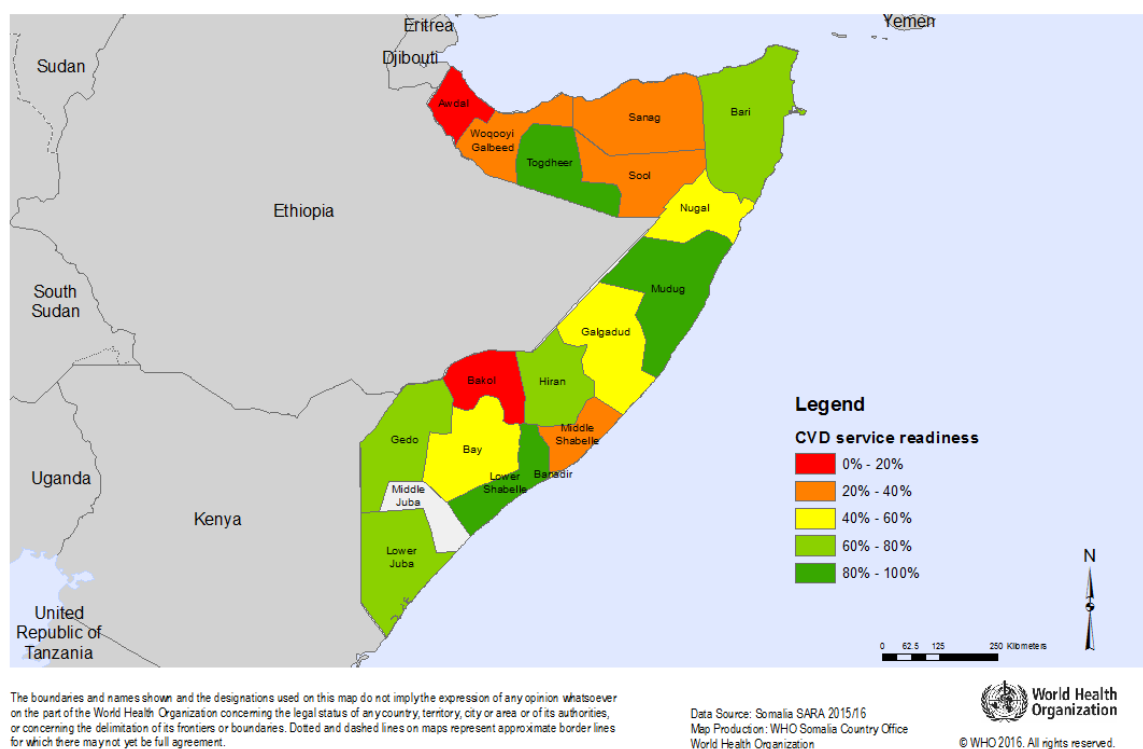 Eritrea
Yemen
Djibouti
Sudan
Awdal
Sanag
Bari
Woqooyi
Galbeed
Togdheer
Sool
Ethiopia
Nugal
South
Sudan
Mudug
Galgadud
Bakol
Hiran
Gedo
Bay
Middle
Shabelle
Banadir
Lower
Shabelle
Middle
Juba
Uganda
Kenya
Lower
Juba
United
Republic of
Tanzania
Legend
CVD service readiness
0% - 20%
20% - 40%
40% - 60%
60% - 80%
80% - 100%
N
0 62.5 125 250 Kilometers
The boundaries and names shown and the designations used on this map do not imply the expression of any opinion whatsoever
on the part of the World Health Organization concerning the legal status of any country, territory, city or area or of its authorities,
or concerning the delimitation of its frontiers or boundaries. Dotted and dashed lines on maps represent approximate border lines
for which there may not yet be full agreement.
Data Source: Somalia SARA 2015/16
Map Production: WHO Somalia Country Office
World Health Organization
World Health
Organization
© WHO 2016. All rights reserved.